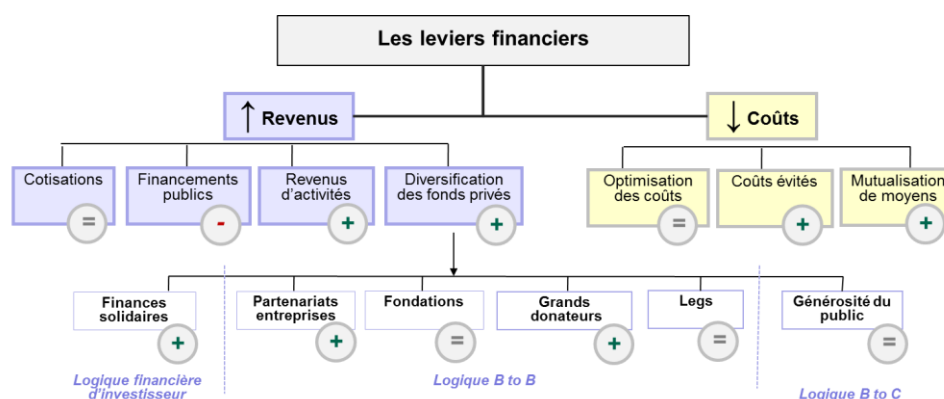 Les leviers financiers
↑ Revenus
↓ Coûts
Cotisations
=
Financements
publics
-
Revenus
d'activités
+
Diversification
des fonds privés
+
Optimisation
des coûts
=
Coûts évités
+
Mutualisation
de moyens
+
Finances
solidaires
+
Partenariats
entreprises
+
Fondations
=
Grands
donateurs
+
Legs
=
Générosité du
public
=
Logique financière
d'investisseur
Logique B to B
Logique B to C